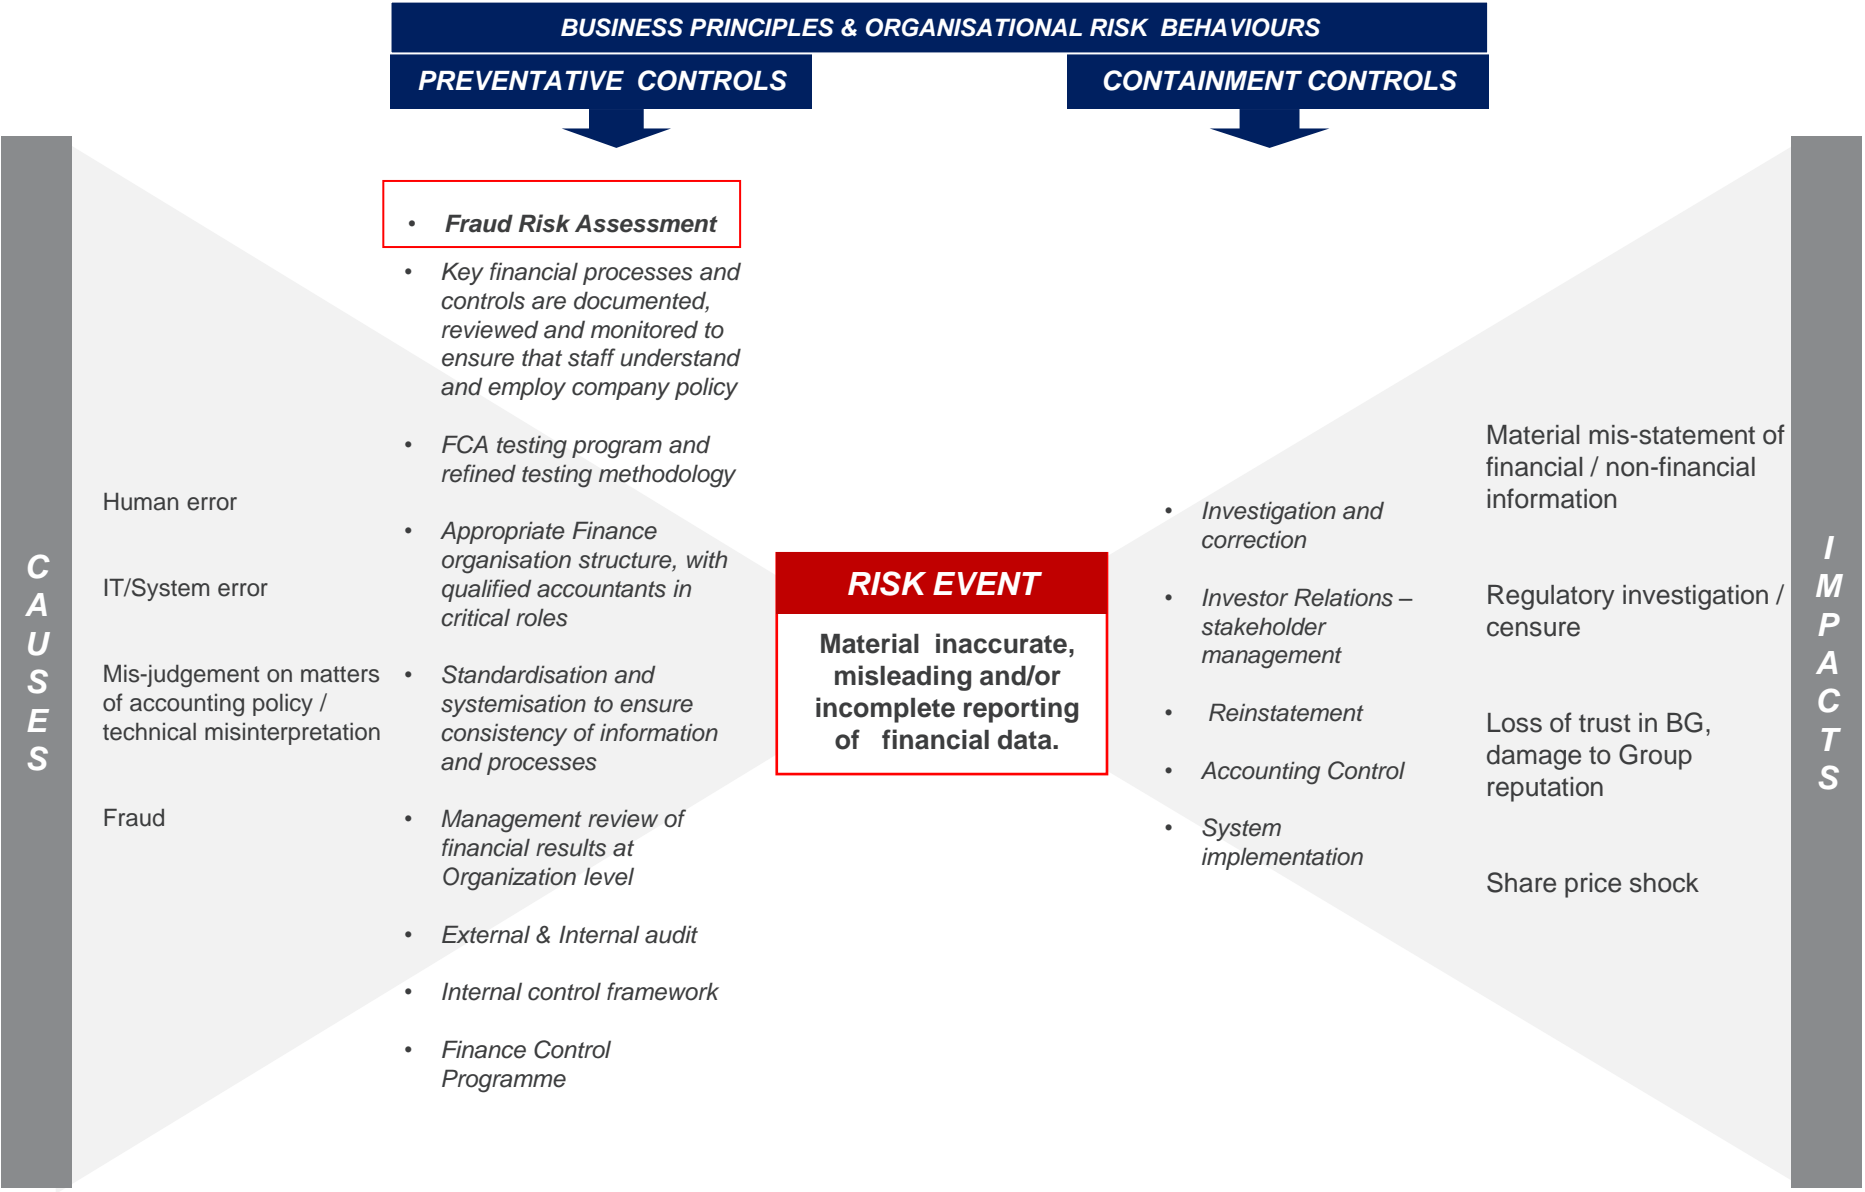 BUSINESS PRINCIPLES & ORGANISATIONAL RISK BEHAVIOURS
PREVENTATIVE CONTROLS
CONTAINMENT CONTROLS
CAUSES
Human error
IT/System error
Mis-judgement on matters
of accounting policy /
technical misinterpretation
Fraud
• Fraud Risk Assessment
• Key financial processes and
controls are documented,
reviewed and monitored to
ensure that staff understand
and employ company policy
• FCA testing program and
refined testing methodology
• Appropriate Finance
organisation structure, with
qualified accountants in
critical roles
• Standardisation and
systemisation to ensure
consistency of information
and processes
• Management review of
financial results at
Organization level
• External & Internal audit
• Internal control framework
• Finance Control
Programme
RISK EVENT
Material inaccurate,
misleading and/or
incomplete reporting
of financial data.
• Investigation and
correction
• Investor Relations –
stakeholder
management
• Reinstatement
• Accounting Control
• System
implementation
Material mis-statement of
financial / non-financial
information
Regulatory investigation /
censure
Loss of trust in BG,
damage to Group
reputation
Share price shock
IMPACTS